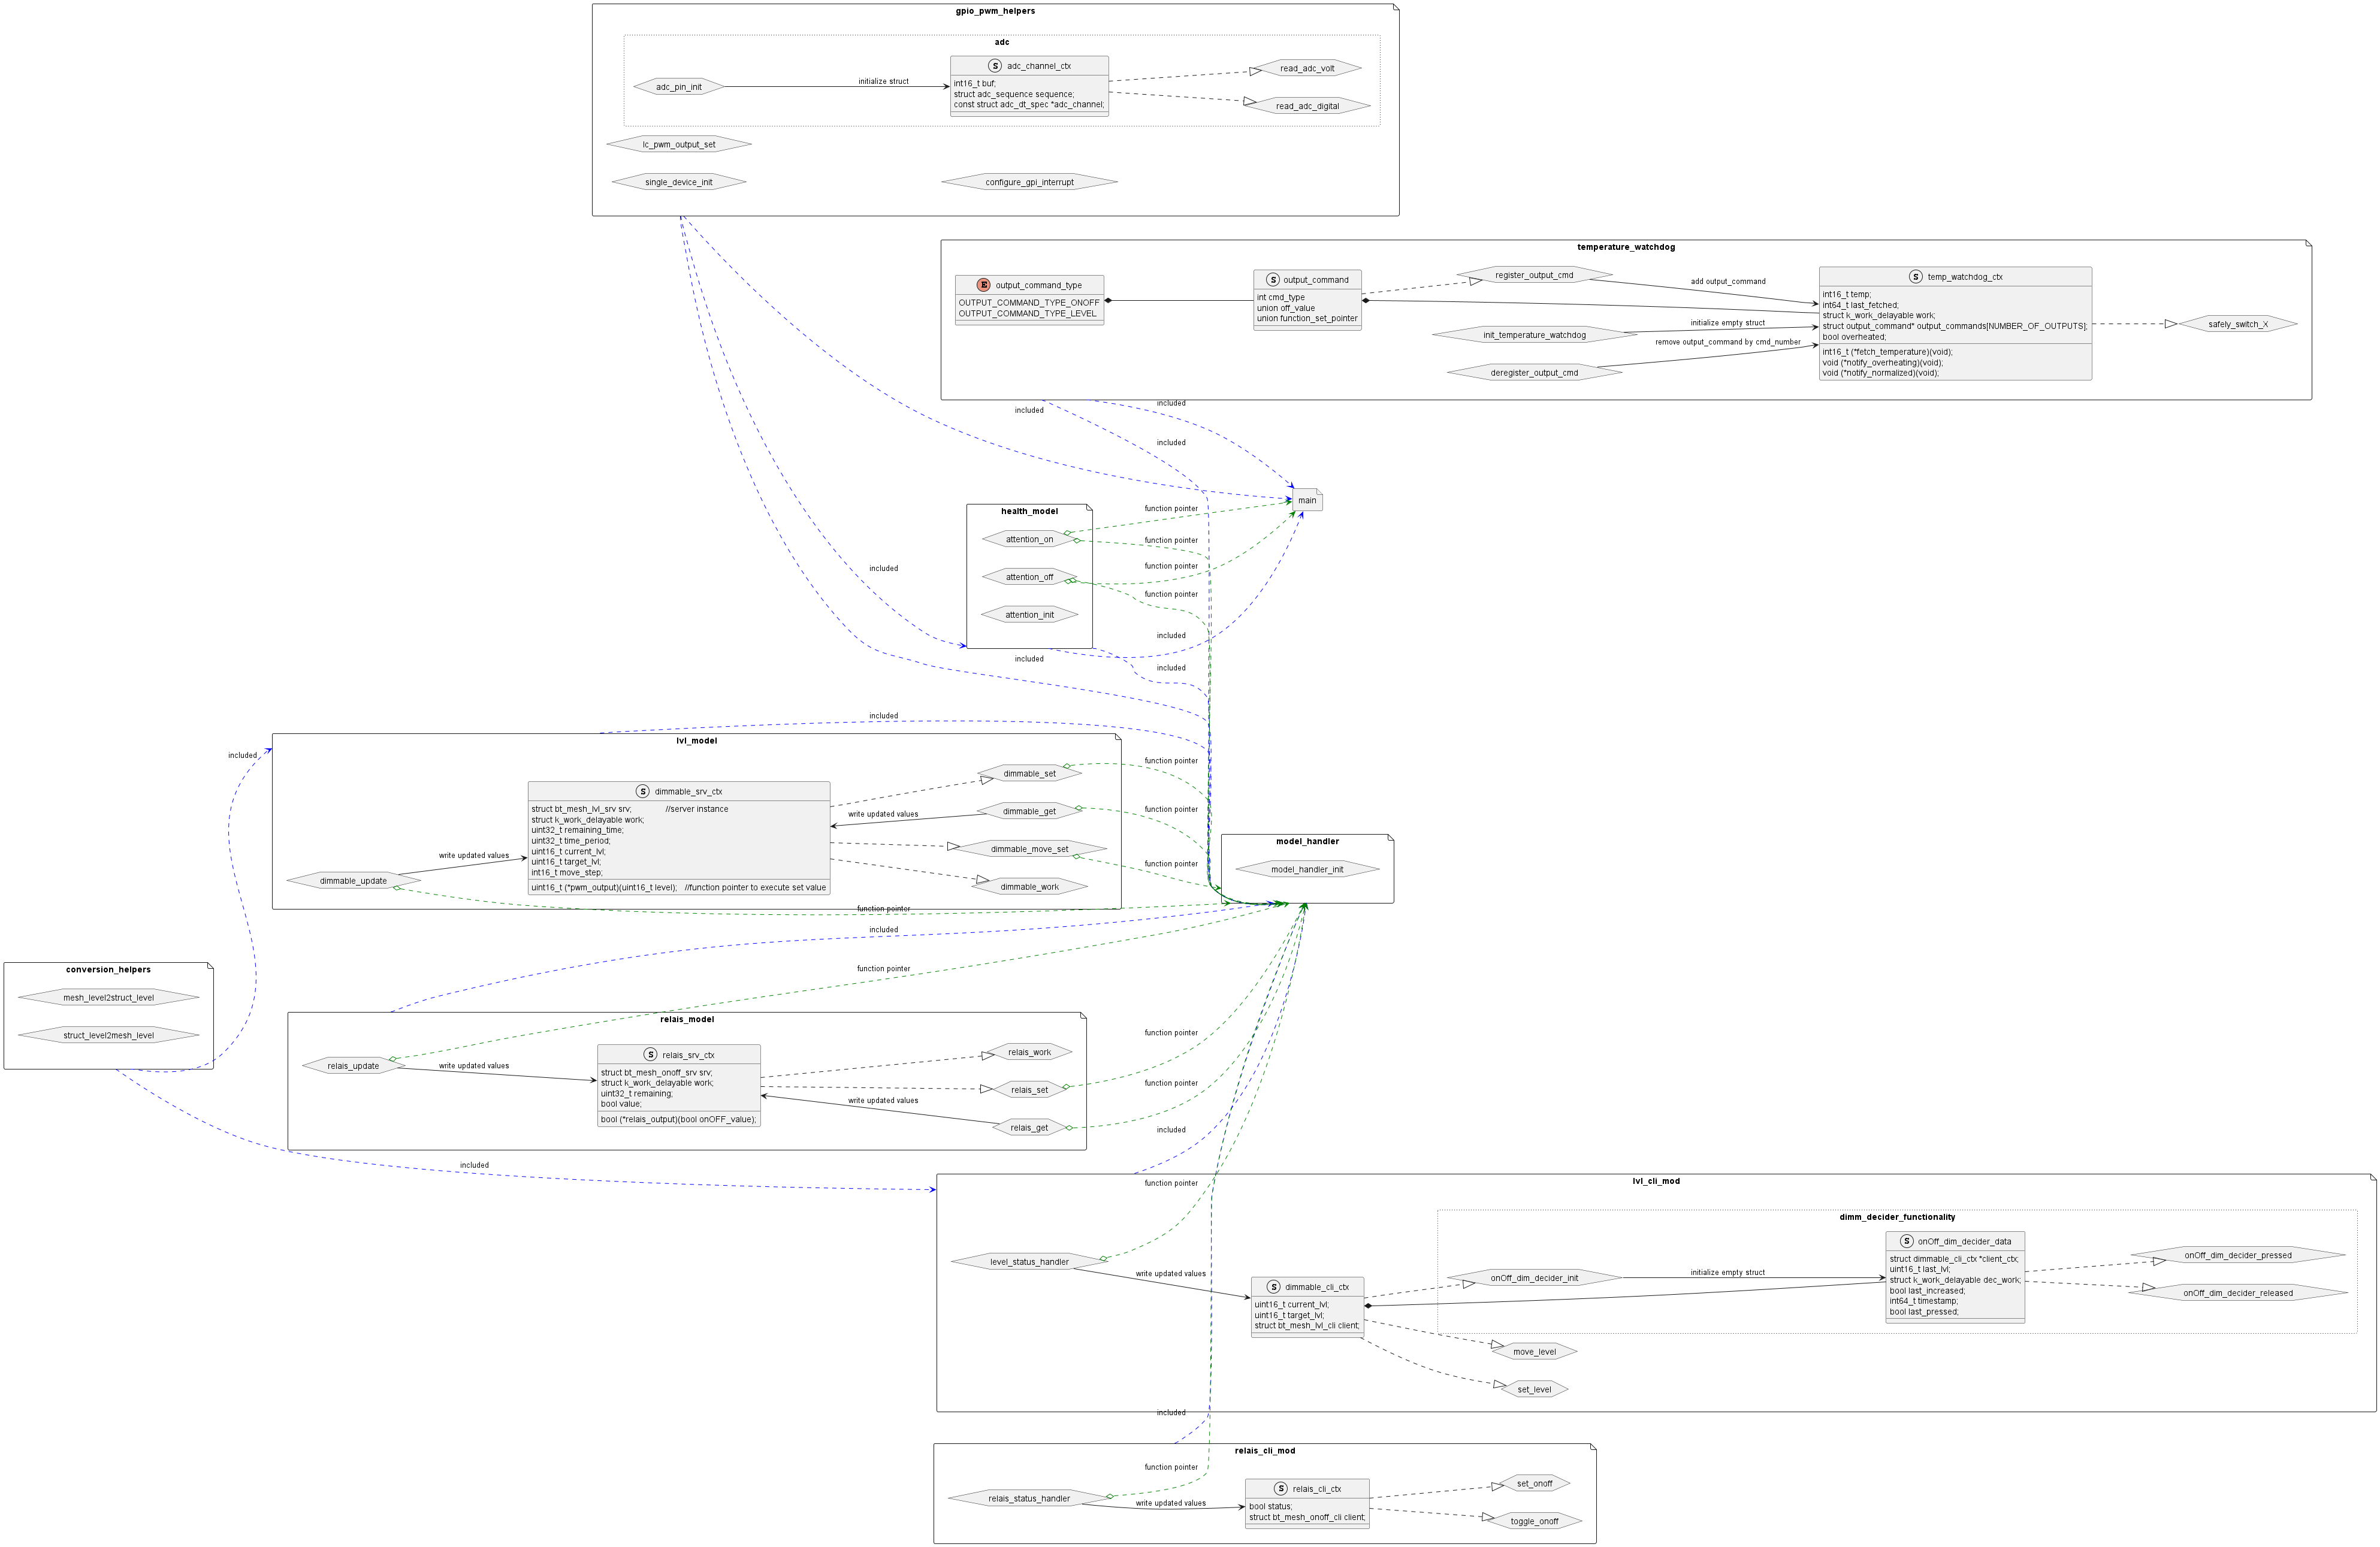 gpio_pwm_helpers
adc
adc_pin_init
initialize struct
S adc_channel_ctx
int16_t buf;
struct adc_sequence sequence;
const struct adc_dt_spec *adc_channel;
read_adc_volt
read_adc_digital
lc_pwm_output_set
single_device_init
configure_gpi_interrupt
temperature_watchdog
E output_command_type
OUTPUT_COMMAND_TYPE_ONOFF
OUTPUT_COMMAND_TYPE_LEVEL
S output_command
int cmd_type
union off_value
union function_set_pointer
register_output_cmd
add output_command
init_temperature_watchdog
initialize empty struct
deregister_output_cmd
remove output_command by cmd_number
S temp_watchdog_ctx
int16_t temp;
int64_t last_fetched;
struct k_work_delayable work;
struct output_command* output_commands[NUMBER_OF_OUTPUTS];
bool overheated;
int16_t (*fetch_temperature)(void);
void (*notify_overheating)(void);
void (*notify_normalized)(void);
safely_switch_X
included
included
included
main
health_model
attention_on
attention_off
attention_init
function pointer
function pointer
function pointer
function pointer
included
included
included
included
included
included
lvl_model
S dimmable_srv_ctx
struct bt_mesh_lvl_srv srv; //server instance
struct k_work_delayable work;
uint32_t remaining_time;
uint32_t time_period;
uint16_t current_lvl;
uint16_t target_lvl;
int16_t move_step;
uint16_t (*pwm_output)(uint16_t level); //function pointer to execute set value
dimmable_update
write updated values
write updated values
dimmable_set
dimmable_get
dimmable_move_set
dimmable_work
function pointer
function pointer
function pointer
function pointer
model_handler
model_handler_init
included
function pointer
conversion_helpers
mesh_level2struct_level
struct_level2mesh_level
relais_model
relais_update
write updated values
S relais_srv_ctx
struct bt_mesh_onoff_srv srv;
struct k_work_delayable work;
uint32_t remaining;
bool value;
bool (*relais_output)(bool onOFF_value);
write updated values
relais_work
relais_set
relais_get
function pointer
function pointer
included
included
function pointer
lvl_cli_mod
dimm_decider_functionality
level_status_handler
write updated values
S dimmable_cli_ctx
uint16_t current_lvl;
uint16_t target_lvl;
struct bt_mesh_lvl_cli client;
onOff_dim_decider_init
initialize empty struct
S onOff_dim_decider_data
struct dimmable_cli_ctx *client_ctx;
uint16_t last_lvl;
struct k_work_delayable dec_work;
bool last_increased;
int64_t timestamp;
bool last_pressed;
onOff_dim_decider_pressed
onOff_dim_decider_released
move_level
set_level
included
relais_cli_mod
function pointer
relais_status_handler
write updated values
S relais_cli_ctx
bool status;
struct bt_mesh_onoff_cli client;
set_onoff
toggle_onoff